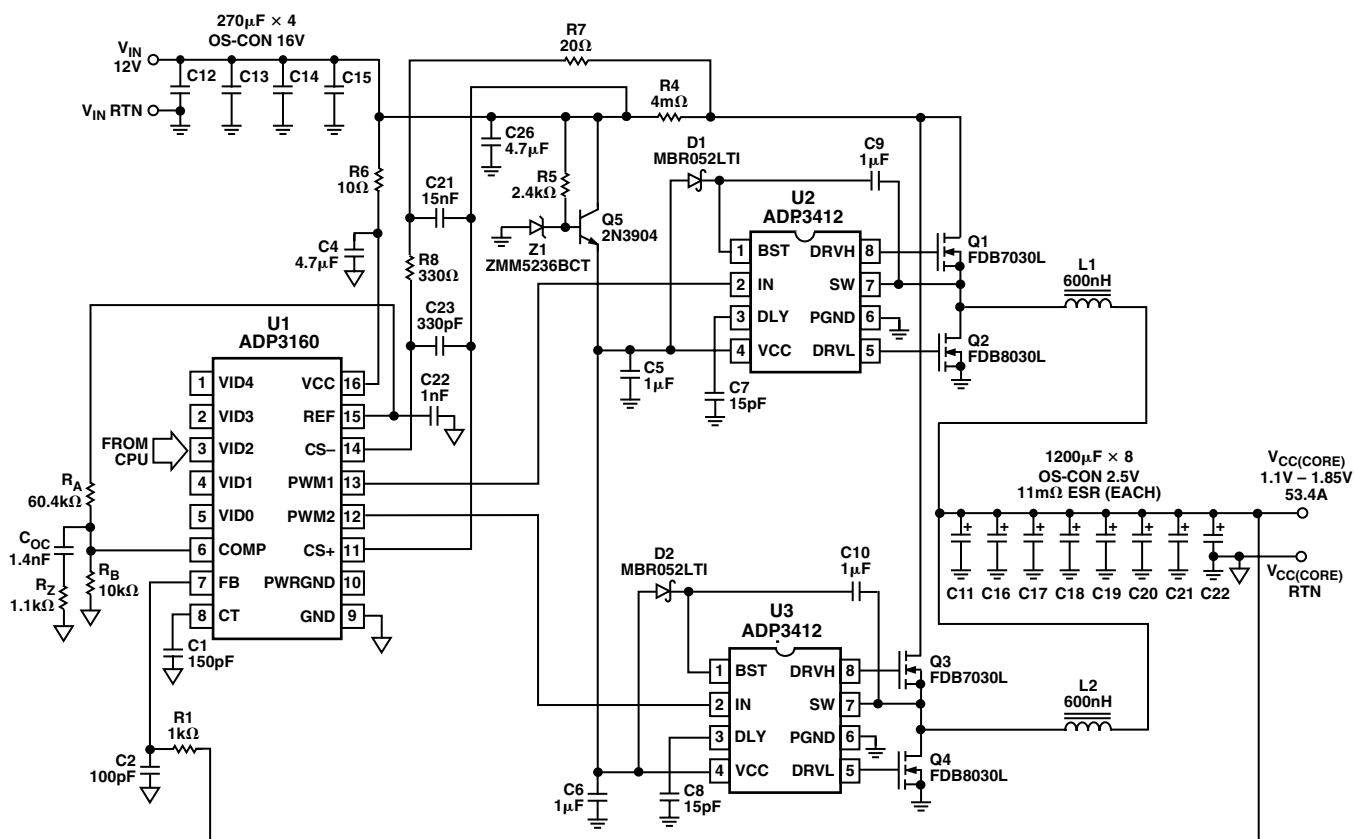 270μF × 4
OS-CON 16V
VIN
12V
VIN RTN
C12
C13
C14
C15
R7
20Ω
R4
4mΩ
C26
4.7μF
R6
10Ω
C21
15nF
R5
2.4kΩ
Q5
2N3904
Z1
ZMM5236BCT
D1
MBR052LTI
C9
1μF
C4
4.7μF
R8
330Ω
C23
330pF
C22
1nF
U2
ADP3412
1 BST DRVH 8
2 IN SW 7
3 DLY PGND 6
4 VCC DRVL 5
Q1
FDB7030L
Q2
FDB8030L
L1
600nH
C5
1μF
C7
15pF
U1
ADP3160
1 VID4 VCC 16
2 VID3 REF 15
3 VID2 CS– 14
4 VID1 PWM1 13
5 VID0 PWM2 12
6 COMP CS+ 11
7 FB PWRGND 10
8 CT GND 9
FROM
CPU
RA
60.4kΩ
COC
1.4nF
RZ
1.1kΩ
RB
10kΩ
C1
150pF
R1
1kΩ
C2
100pF
1200μF × 8
OS-CON 2.5V
11mΩ ESR (EACH)
VCC(CORE)
1.1V – 1.85V
53.4A
+ + + + + + + +
C11 C16 C17 C18 C19 C20 C21 C22
VCC(CORE)
RTN
D2
MBR052LTI
C10
1μF
U3
ADP3412
1 BST DRVH 8
2 IN SW 7
3 DLY PGND 6
4 VCC DRVL 5
Q3
FDB7030L
Q4
FDB8030L
L2
600nH
C6
1μF
C8
15pF